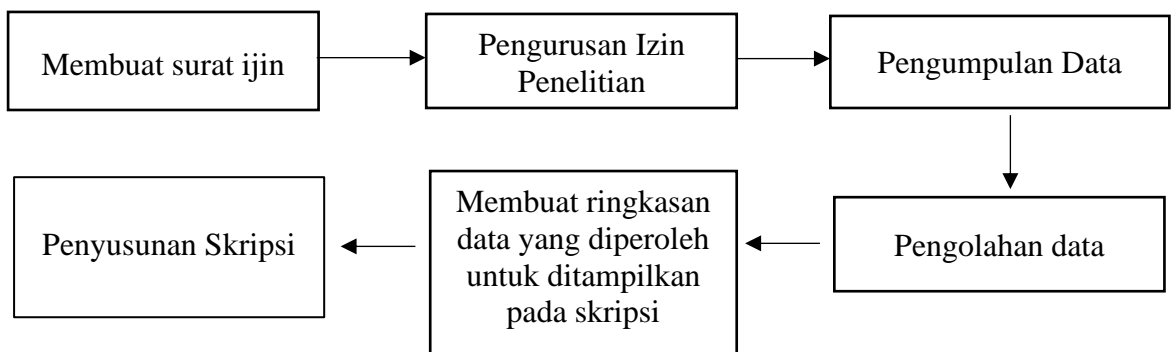 Membuat surat ijin
Pengurusan Izin
Penelitian
Pengumpulan Data
Pengolahan data
Membuat ringkasan
data yang diperoleh
untuk ditampilkan
pada skripsi
Penyusunan Skripsi